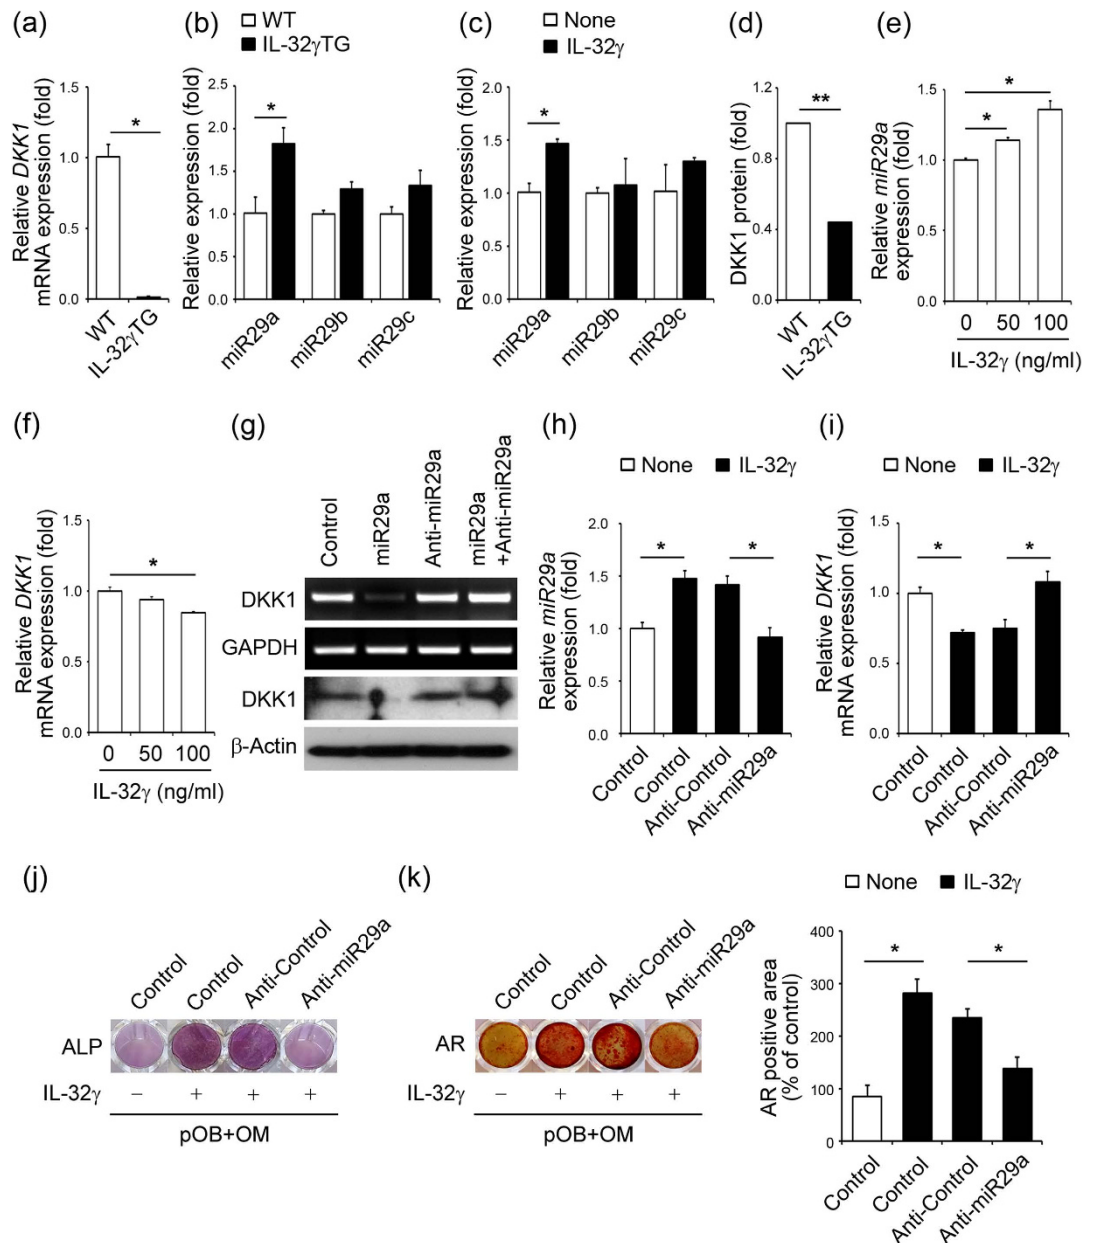 (a)
(b)
WT
IL-32γTG
(c)
None
IL-32γ
(d)
(e)
Relative DKK1
mRNA expression (fold)
1.5
1.0
0.5
0.0
*
WT
IL-32γTG
Relative expression (fold)
2.5
2.0
1.5
1.0
0.5
0.0
*
miR29a
miR29b
miR29c
Relative expression (fold)
2.0
1.5
1.0
0.5
0.0
*
miR29a
miR29b
miR29c
DKK1 protein (fold)
1.2
0.8
0.4
0.0
**
WT
IL-32γTG
Relative miR29a
expression (fold)
1.5
1.0
0.5
0.0
*
*
0 50 100
IL-32γ (ng/ml)
(f)
Relative DKK1
mRNA expression (fold)
1.5
1.0
0.5
0.0
*
0 50 100
IL-32γ (ng/ml)
(g)
Control
miR29a
Anti-miR29a
miR29a
+Anti-miR29a
DKK1
GAPDH
DKK1
β-Actin
(h)
None IL-32γ
Relative miR29a
expression (fold)
2.0
1.5
1.0
0.5
0.0
* *
Control
Control
Anti-Control
Anti-miR29a
(i)
None IL-32γ
Relative DKK1
mRNA expression (fold)
1.5
1.0
0.5
0.0
* *
Control
Control
Anti-Control
Anti-miR29a
(j)
Control
Control
Anti-Control
Anti-miR29a
ALP
IL-32γ − + + +
pOB+OM
(k)
Control
Control
Anti-Control
Anti-miR29a
AR
IL-32γ − + + +
pOB+OM
None IL-32γ
AR positive area
(% of control)
400
300
200
100
0
* *
Control
Control
Anti-Control
Anti-miR29a